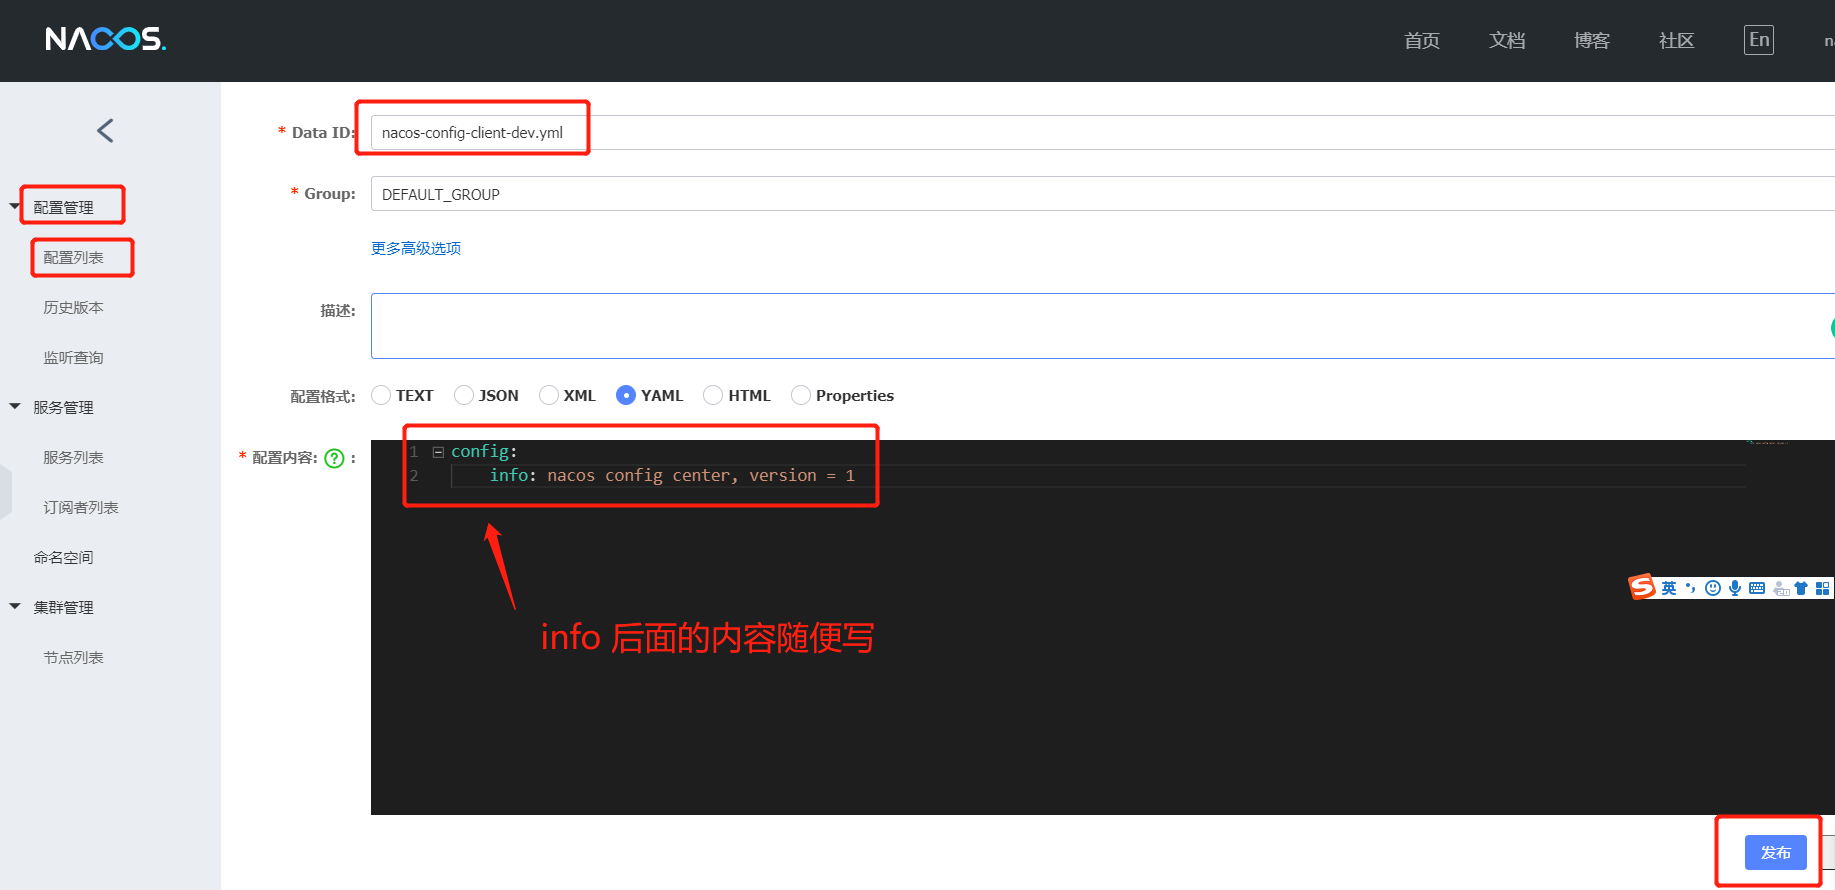 NACOS.
首页 文档 博客 社区 En na
配置管理
配置列表
历史版本
监听查询
服务管理
服务列表
订阅者列表
命名空间
集群管理
节点列表
* Data ID: nacos-config-client-dev.yml
* Group: DEFAULT_GROUP
更多高级选项
描述:
配置格式: TEXT JSON XML YAML HTML Properties
* 配置内容: ? :
1 config:
2 info: nacos config center, version = 1
info 后面的内容随便写
S 英
发布